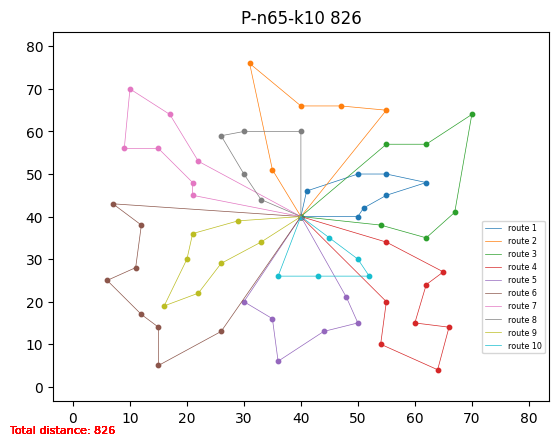 P-n65-k10 826
80
70
60
50
40
30
20
10
0
0 10 20 30 40 50 60 70 80
route 1
route 2
route 3
route 4
route 5
route 6
route 7
route 8
route 9
route 10
Total distance: 826